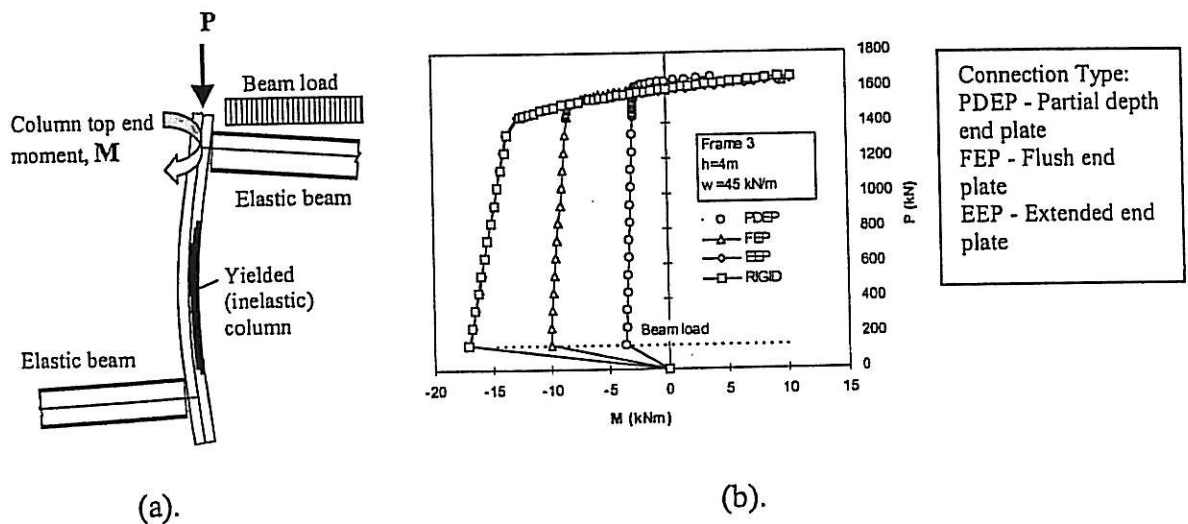 P
Beam load
Column top end
moment, M
Elastic beam
Yielded
(inelastic)
column
Elastic beam
(a).
1800
1600
1400
1200
1000
800
600
400
200
0
P (kN)
Frame 3
h=4m
w =45 kN/m
PDEP
FEP
EEP
RIGID
Beam load
-20
-15
-10
-5
0
5
10
15
M (kNm)
(b).
Connection Type:
PDEP - Partial depth
end plate
FEP - Flush end
plate
EEP - Extended end
plate